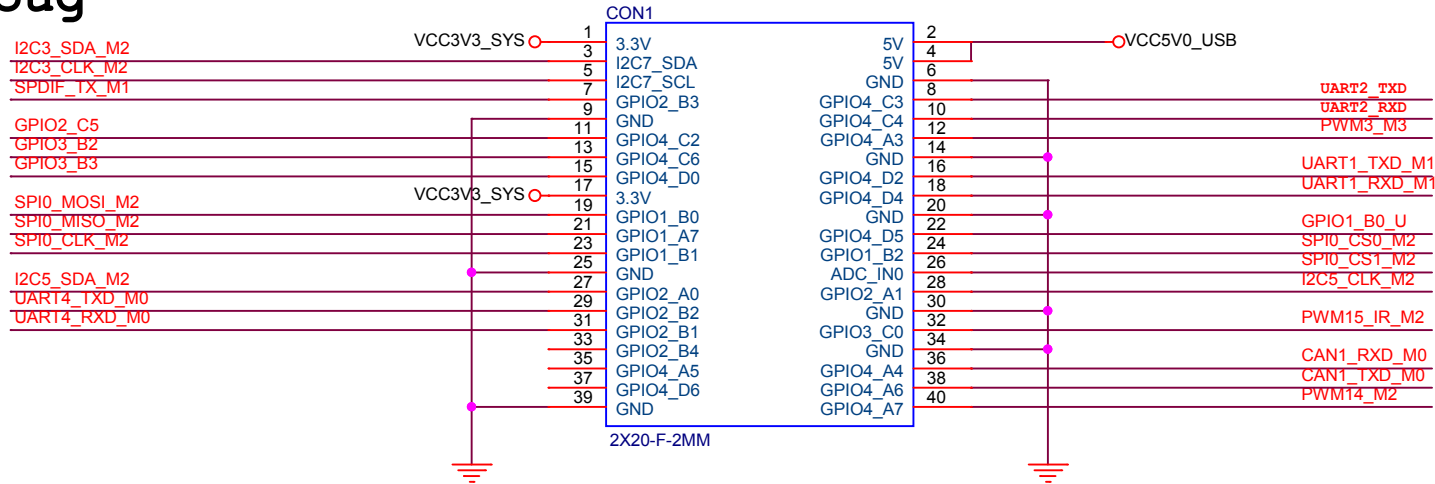 CON1
VCC3V3_SYS 1 3.3V 5V 2 VCC5V0_USB
I2C3_SDA_M2 3 I2C7_SDA 5V 4
I2C3_CLK_M2 5 I2C7_SCL GND 6
SPDIF_TX_M1 7 GPIO2_B3 GPIO4_C3 8 UART2_TXD
9 GND GPIO4_C4 10 UART2_RXD
GPIO2_C5 11 GPIO4_C2 GPIO4_A3 12 PWM3_M3
GPIO3_B2 13 GPIO4_C6 GND 14
GPIO3_B3 15 GPIO4_D0 GPIO4_D2 16 UART1_TXD_M1
VCC3V3_SYS 17 3.3V GPIO4_D4 18 UART1_RXD_M1
SPI0_MOSI_M2 19 GPIO1_B0 GND 20
SPI0_MISO_M2 21 GPIO1_A7 GPIO4_D5 22 GPIO1_B0_U
SPI0_CLK_M2 23 GPIO1_B1 GPIO1_B2 24 SPI0_CS0_M2
25 GND ADC_IN0 26 SPI0_CS1_M2
I2C5_SDA_M2 27 GPIO2_A0 GPIO2_A1 28 I2C5_CLK_M2
UART4_TXD_M0 29 GPIO2_B2 GND 30
UART4_RXD_M0 31 GPIO2_B1 GPIO3_C0 32 PWM15_IR_M2
33 GPIO2_B4 GND 34
35 GPIO4_A5 GPIO4_A4 36 CAN1_RXD_M0
37 GPIO4_D6 GPIO4_A6 38 CAN1_TXD_M0
39 GND GPIO4_A7 40 PWM14_M2
2X20-F-2MM